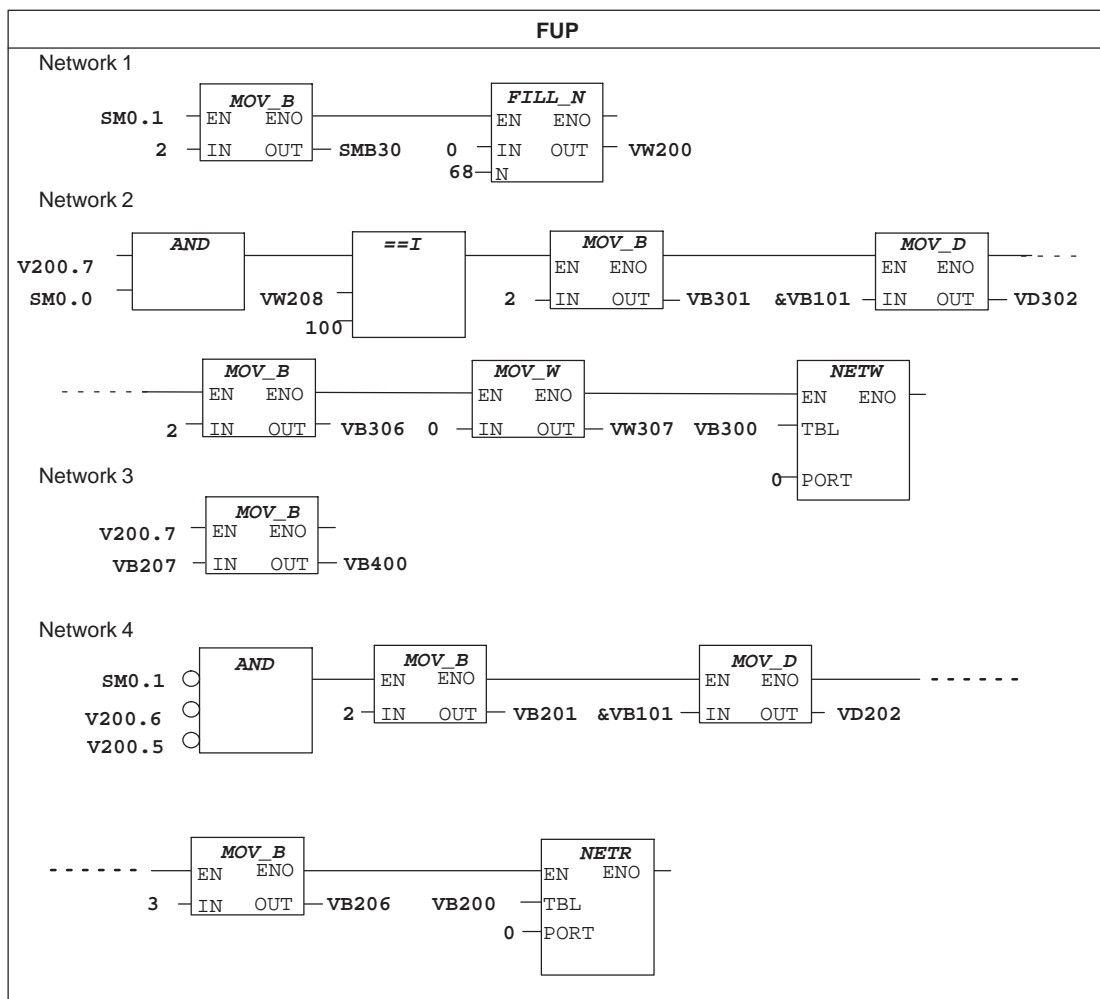 FUP
Network 1
MOV_B FILL_N
SM0.1 EN ENO EN ENO
2 IN OUT SMB30 0 IN OUT VW200
68 N
Network 2
AND ==I MOV_B MOV_D
V200.7 EN ENO EN ENO
SM0.0 VW208 2 IN OUT VB301 &VB101 IN OUT VD302
100
MOV_B MOV_W NETW
EN ENO EN ENO EN ENO
2 IN OUT VB306 0 IN OUT VW307 VB300 TBL
0 PORT
Network 3
MOV_B
V200.7 EN ENO
VB207 IN OUT VB400
Network 4
AND MOV_B MOV_D
SM0.1 EN ENO EN ENO
V200.6 2 IN OUT VB201 &VB101 IN OUT VD202
V200.5
MOV_B NETR
EN ENO EN ENO
3 IN OUT VB206 VB200 TBL
0 PORT